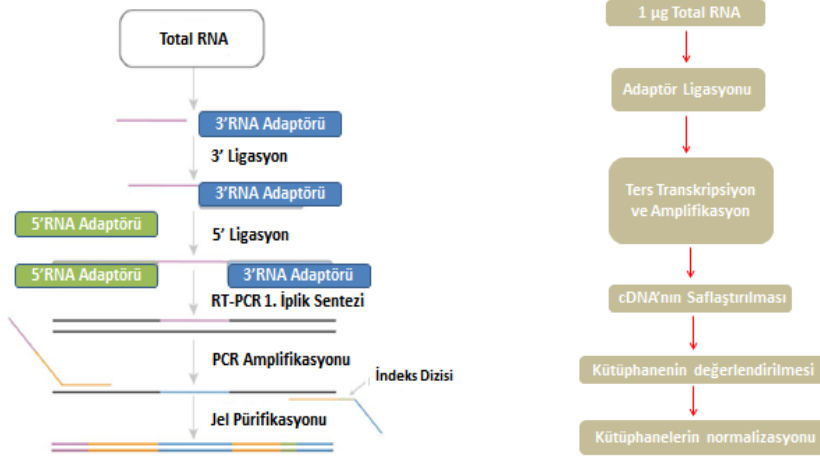 Total RNA
3'RNA Adaptörü
3' Ligasyon
3'RNA Adaptörü
5'RNA Adaptörü
5' Ligasyon
5'RNA Adaptörü
3'RNA Adaptörü
RT-PCR 1. İplik Sentezi
PCR Amplifikasyonu
İndeks Dizisi
Jel Pürifikasyonu
1 µg Total RNA
Adaptör Ligasyonu
Ters Transkripsiyon
ve Amplifikasyon
cDNA'nın Saflaştırılması
Kütüphanenin değerlendirilmesi
Kütüphanelerin normalizasyonu